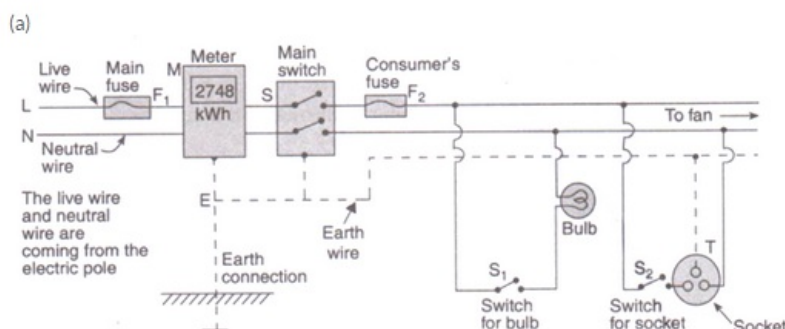 (a)
Live
wire
Main
fuse
F1
M
Meter
2748
kWh
Main
switch
S
Consumer's
fuse
F2
L
N
Neutral
wire
To fan
The live wire
and neutral
wire are
coming from the
electric pole
E
Earth
wire
Earth
connection
Bulb
S1
Switch
for bulb
S2
Switch
for socket
T
Socket